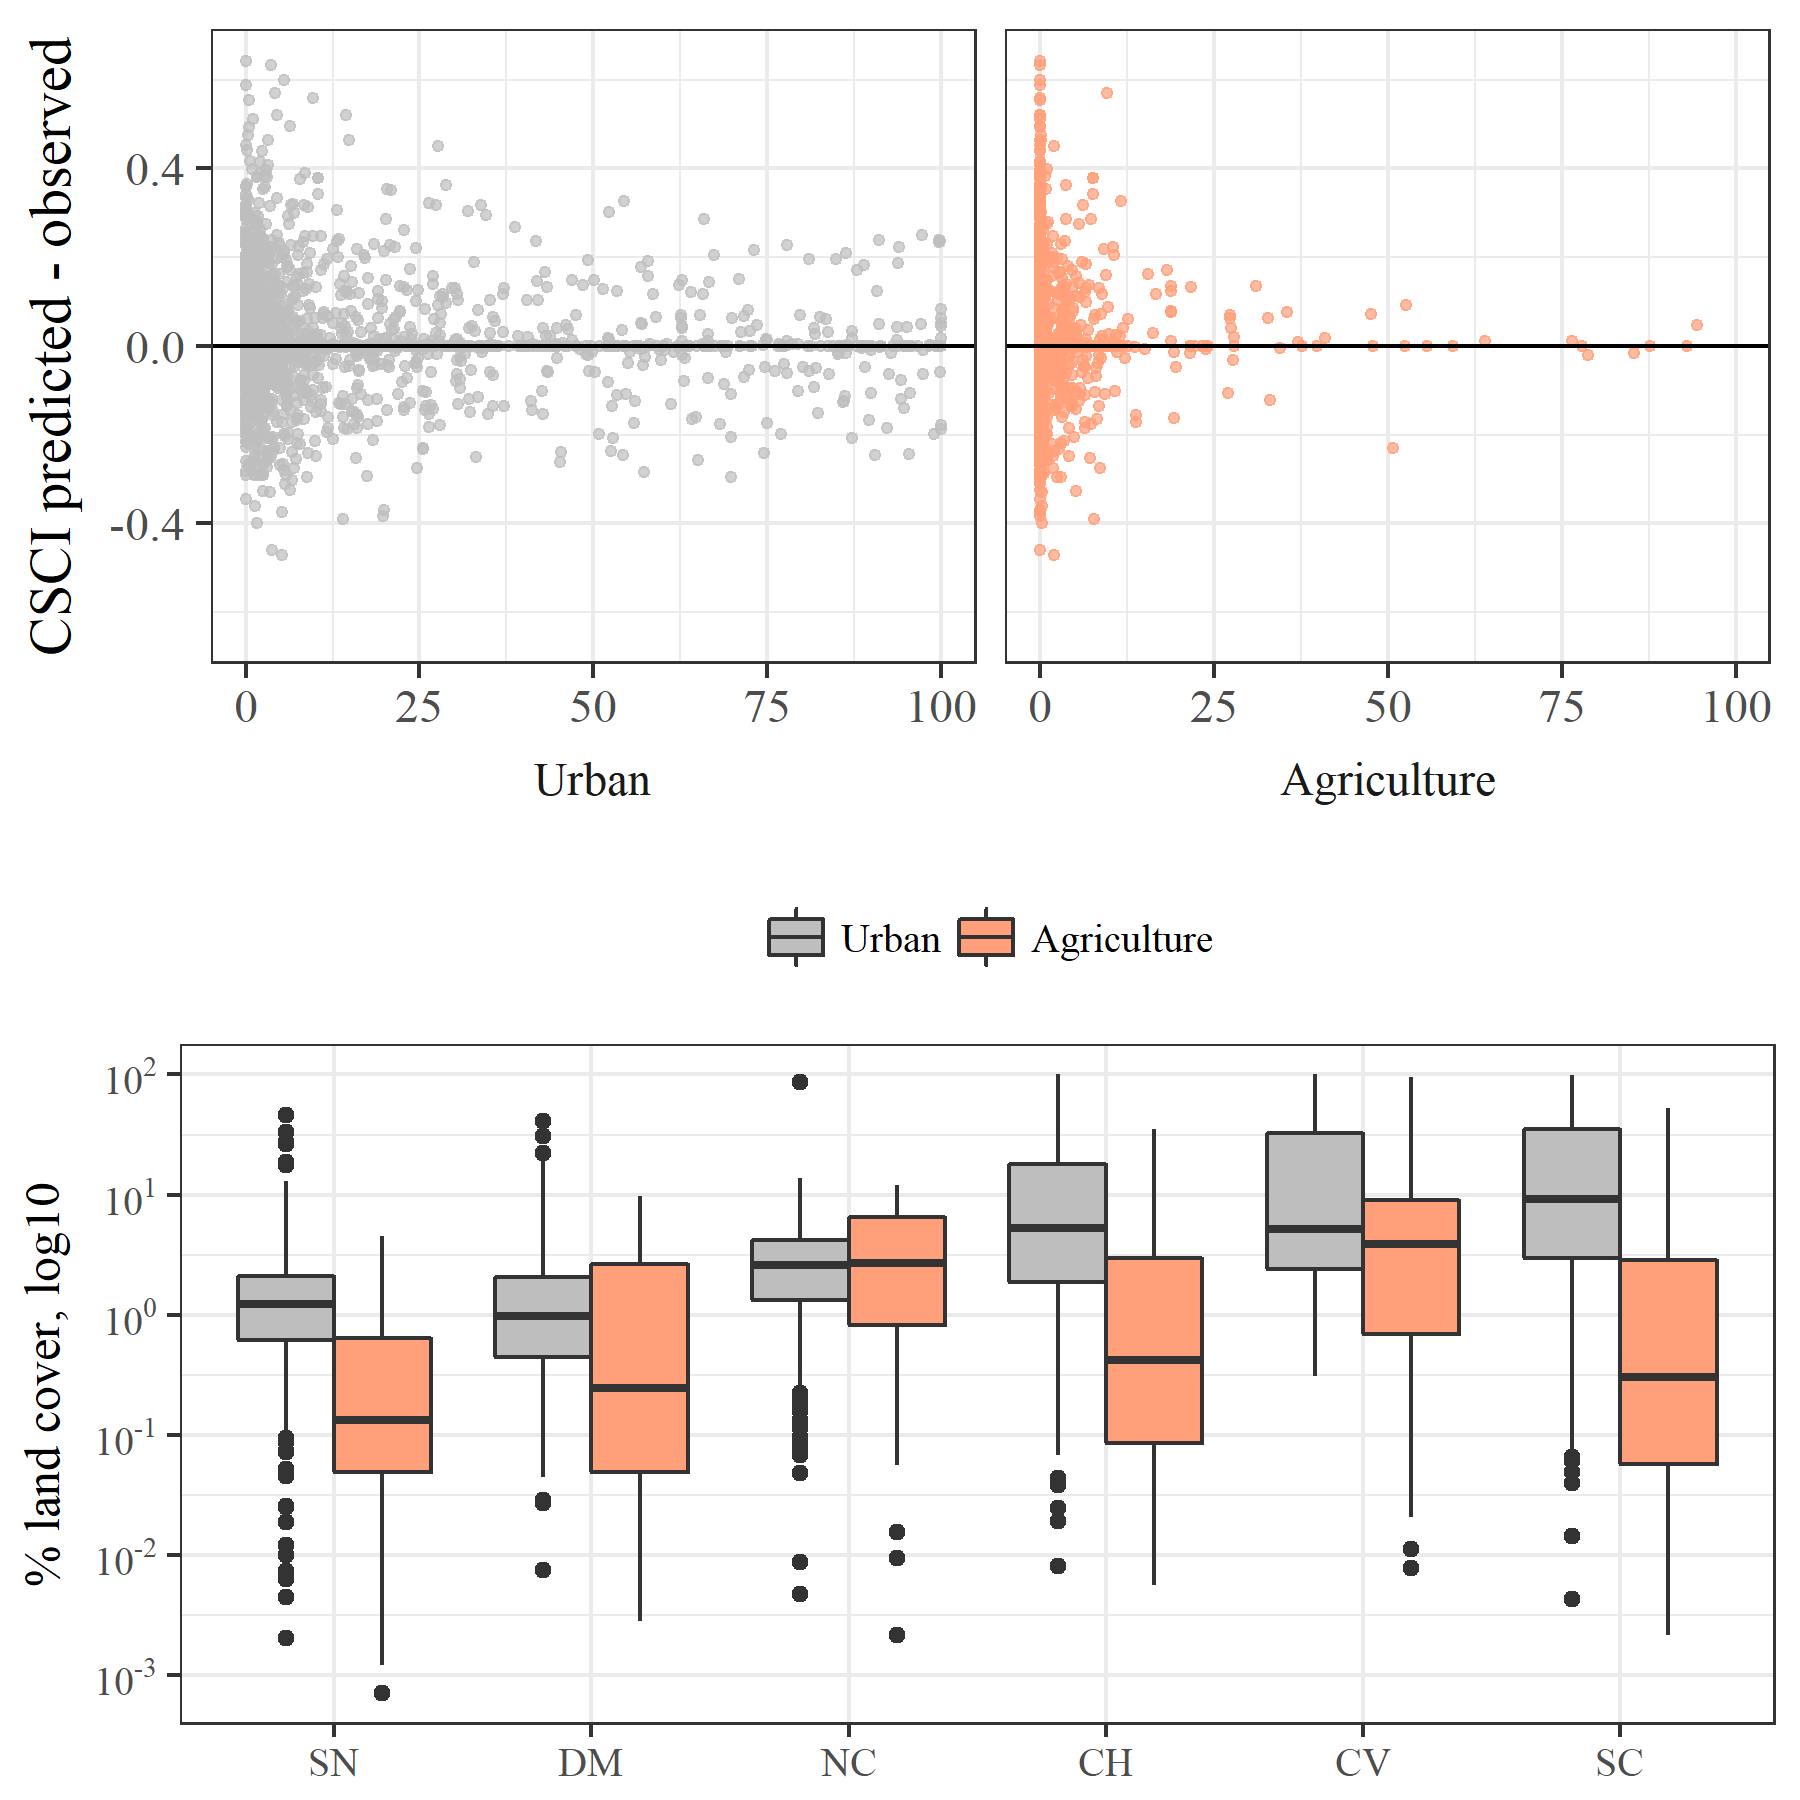 CSCI predicted - observed
0.4
0.0
-0.4
0 25 50 75 100 0 25 50 75 100
Urban Agriculture
Urban Agriculture
% land cover, log10
10²
10¹
10⁰
10⁻¹
10⁻²
10⁻³
SN DM NC CH CV SC